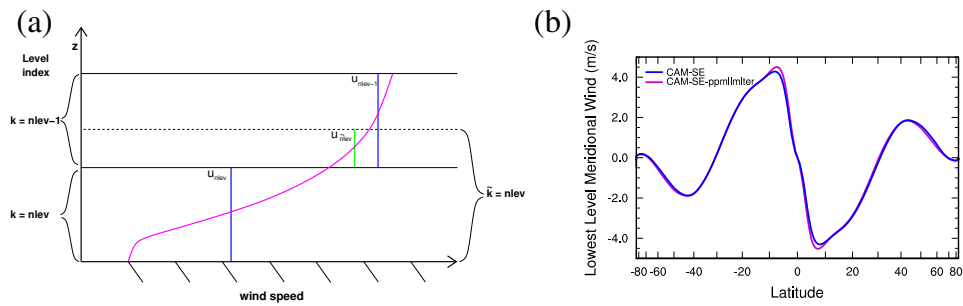 (a)
Level
index
z
k = nlev−1
k = nlev
u nlev−1
u ñlev
u nlev
k̃ = nlev
wind speed
(b)
Lowest Level Meridional Wind (m/s)
CAM-SE
CAM-SE-ppmllmlter
4.0
2.0
0.0
-2.0
-4.0
-80 -60 -40 -20 0 20 40 60 80
Latitude